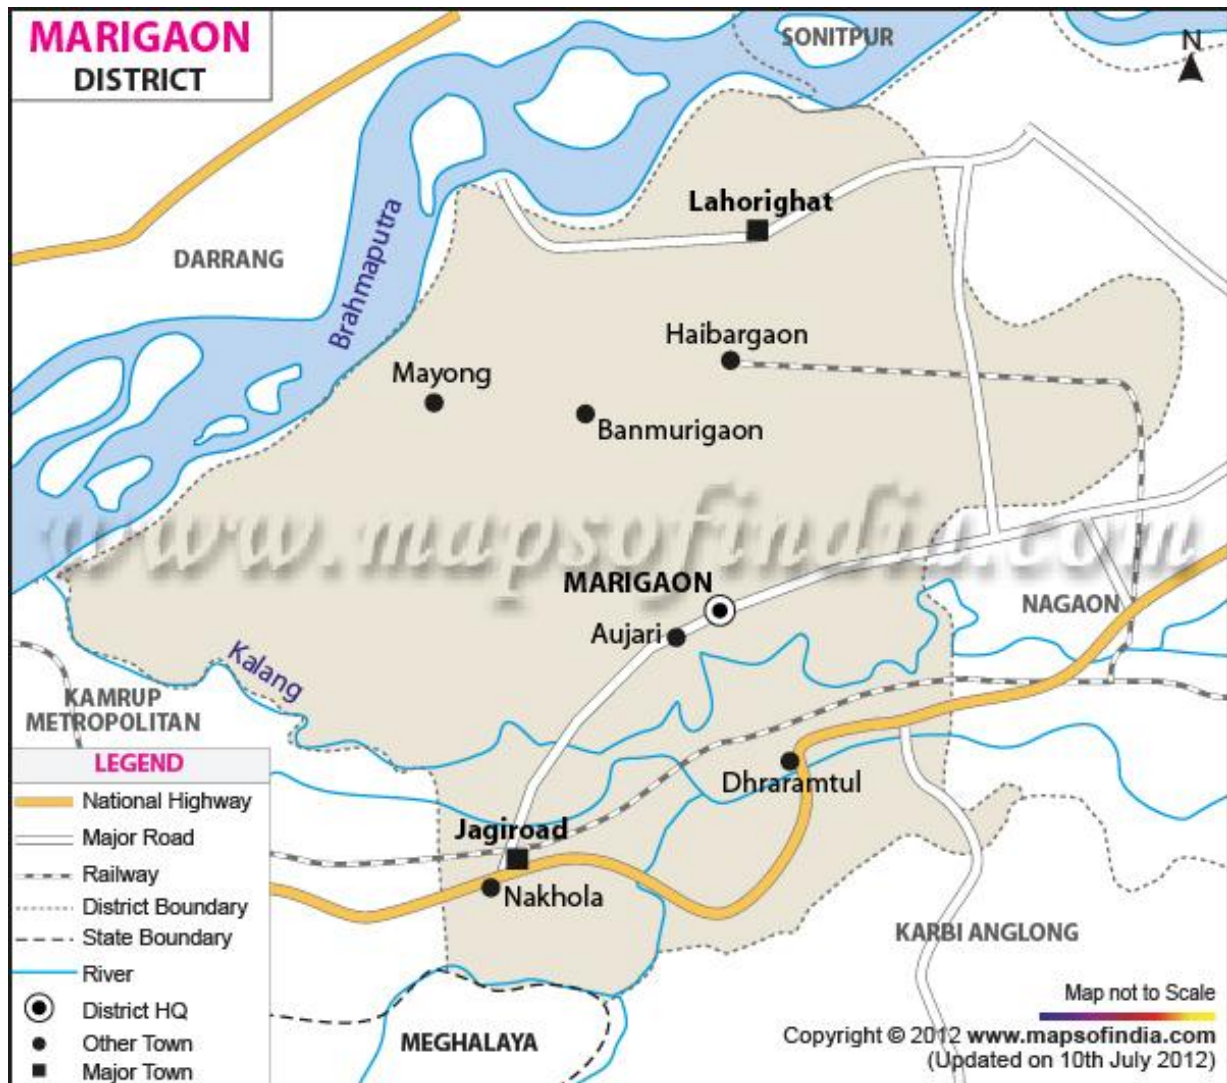 MARIGAON
DISTRICT
SONITPUR
N
Lahorighat
DARRANG
Brahmaputra
Haibargaon
Mayong
Banmurigaon
www.mapsofindia.com
MARIGAON
NAGAON
Aujari
Kalang
KAMRUP
METROPOLITAN
Dhraramtul
Jagiroad
Nakhola
KARBI ANGLONG
MEGHALAYA
LEGEND
National Highway
Major Road
Railway
District Boundary
State Boundary
River
District HQ
Other Town
Major Town
Map not to Scale
Copyright © 2012 www.mapsofindia.com
(Updated on 10th July 2012)